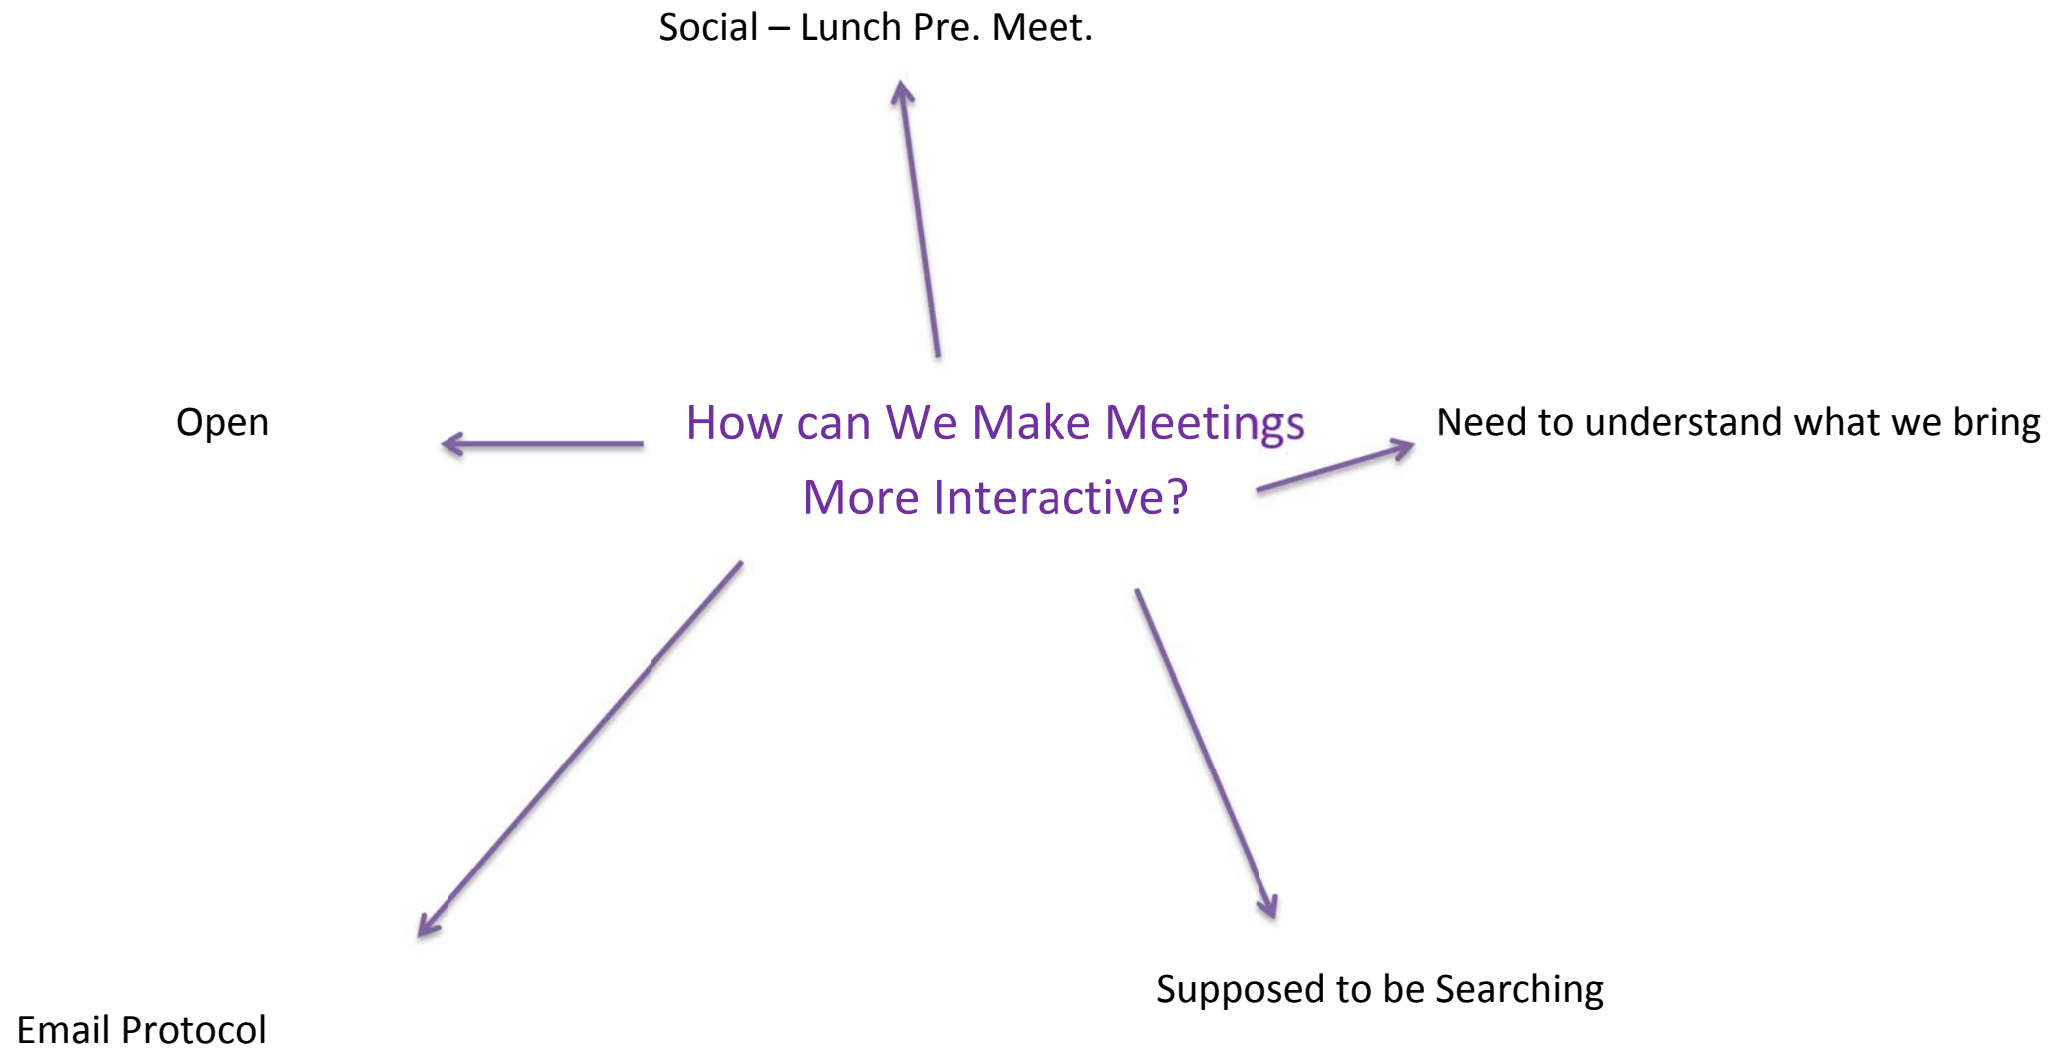 Social – Lunch Pre. Meet.
Open
How can We Make Meetings
More Interactive?
Need to understand what we bring
Supposed to be Searching
Email Protocol